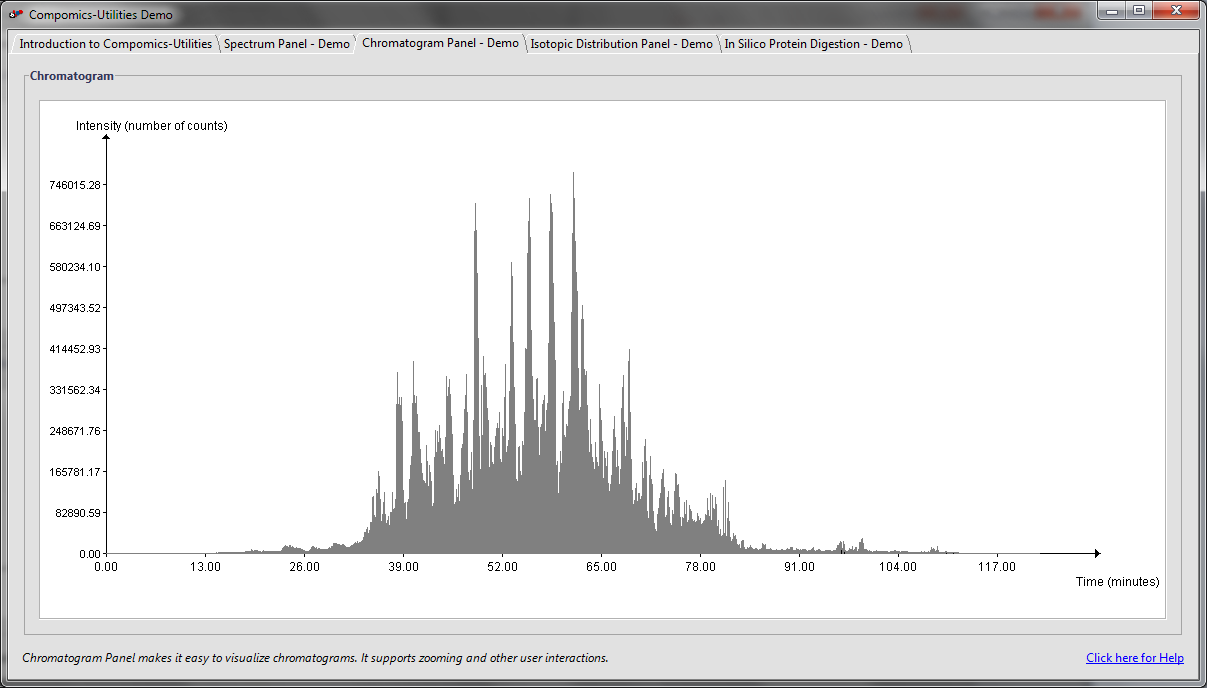 Compomics-Utilities Demo
Introduction to Compomics-Utilities Spectrum Panel - Demo Chromatogram Panel - Demo Isotopic Distribution Panel - Demo In Silico Protein Digestion - Demo
Chromatogram
Intensity (number of counts)
746015.28
663124.69
580234.10
497343.52
414452.93
331562.34
248671.76
165781.17
82890.59
0.00
0.00 13.00 26.00 39.00 52.00 65.00 78.00 91.00 104.00 117.00
Time (minutes)
Chromatogram Panel makes it easy to visualize chromatograms. It supports zooming and other user interactions.
Click here for Help